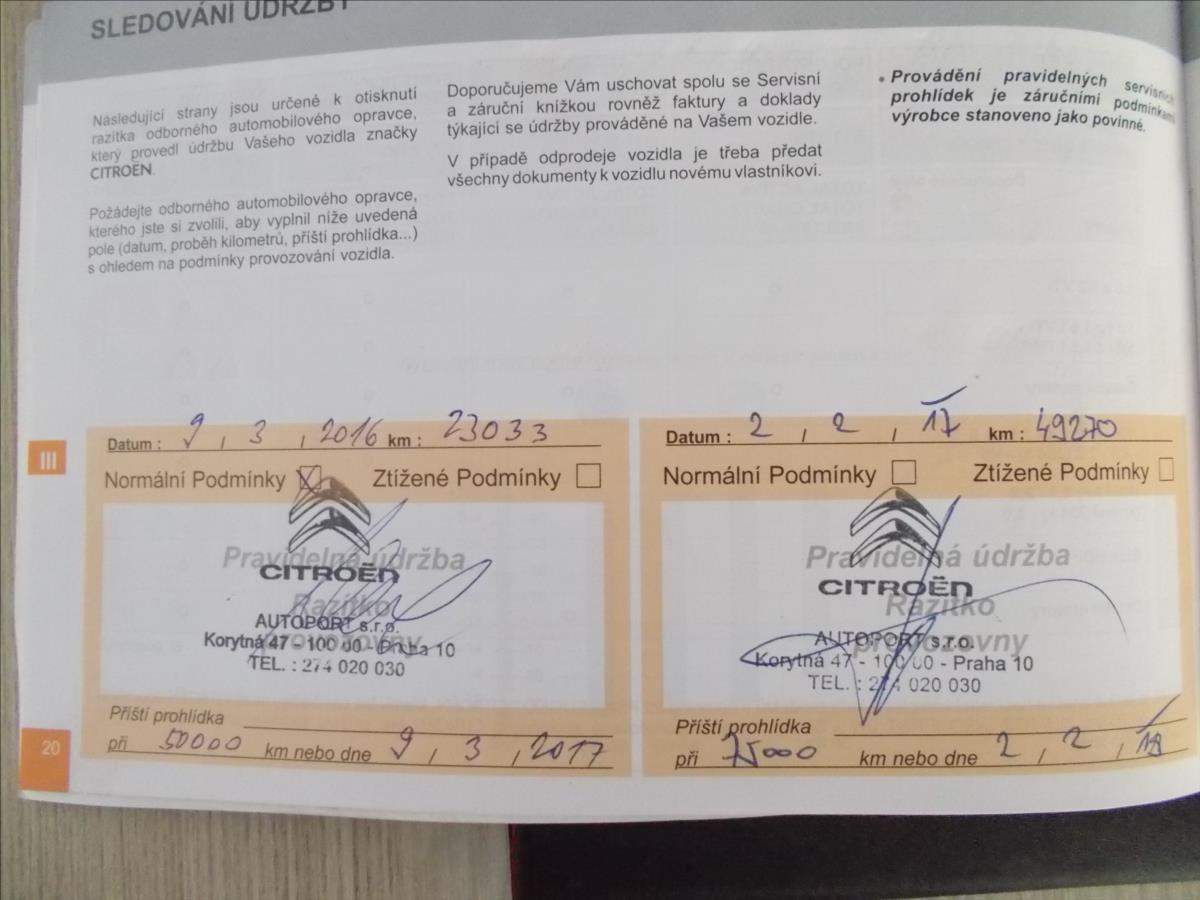 SLEDOVÁNÍ ÚDRŽBY
Následující strany jsou určené k otisknutí
razítka odborného automobilového opravce,
který provedl údržbu Vašeho vozidla značky
CITROËN.
Požádejte odborného automobilového opravce,
kterého jste si zvolili, aby vyplnil níže uvedená
pole (datum, proběh kilometrů, příští prohlídka...)
s ohledem na podmínky provozování vozidla.
Doporučujeme Vám uschovat spolu se Servisní
a záruční knížkou rovněž faktury a doklady
týkající se údržby prováděné na Vašem vozidle.
V případě odprodeje vozidla je třeba předat
všechny dokumenty k vozidlu novému vlastníkovi.
• Provádění pravidelných servisních
prohlídek je záručními podmínkami
výrobce stanoveno jako povinné.
III
Datum : 9 , 3 , 2016 km : 23033
Normální Podmínky Ztížené Podmínky
Pravidelná údržba
CITROËN
Razítko
AUTOPORT s.r.o.
provozovny
Korytná 47 - 100 00 - Praha 10
TEL. : 274 020 030
Příští prohlídka
při 50000 km nebo dne 9 , 3 , 2017
Datum : 2 , 2 , 17 km : 49270
Normální Podmínky Ztížené Podmínky
Pravidelná údržba
CITROËN
Razítko
AUTOPORT s.r.o.
provozovny
Korytná 47 - 100 00 - Praha 10
TEL. : 274 020 030
Příští prohlídka
při 75000 km nebo dne 2 , 2 , 18
20